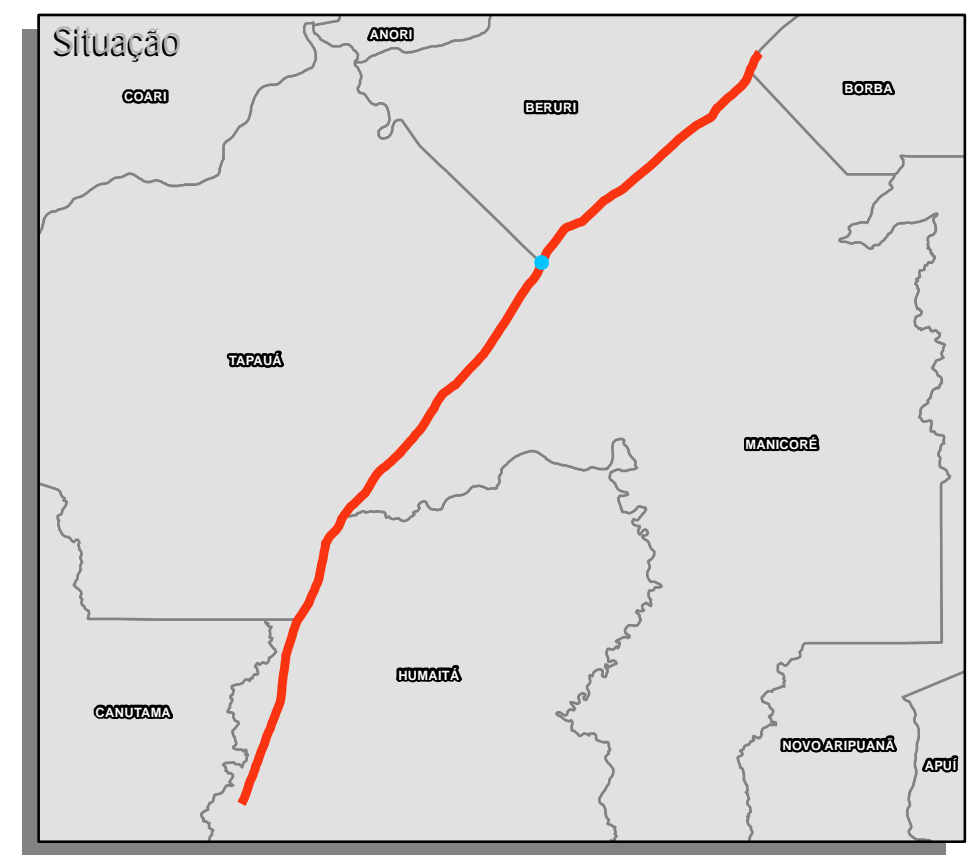 Situação
ANORI
COARI
BERURI
BORBA
TAPAUÁ
MANICORÉ
HUMAITÁ
CANUTAMA
NOVO ARIPUANÃ
APUÍ